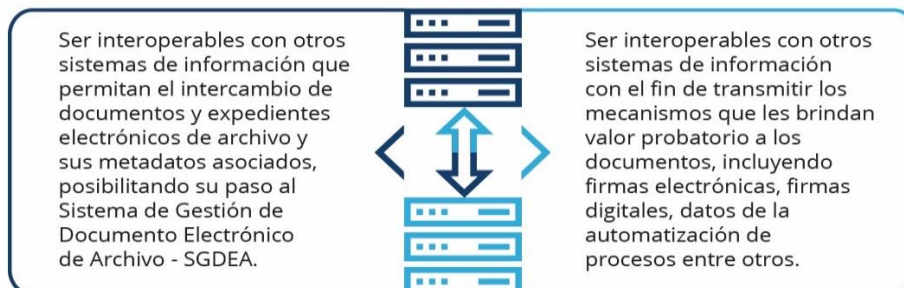 Ser interoperables con otros
sistemas de información que
permitan el intercambio de
documentos y expedientes
electrónicos de archivo y
sus metadatos asociados,
posibilitando su paso al
Sistema de Gestión de
Documento Electrónico
de Archivo - SGDEA.
Ser interoperables con otros
sistemas de información
con el fin de transmitir los
mecanismos que les brindan
valor probatorio a los
documentos, incluyendo
firmas electrónicas, firmas
digitales, datos de la
automatización de
procesos entre otros.